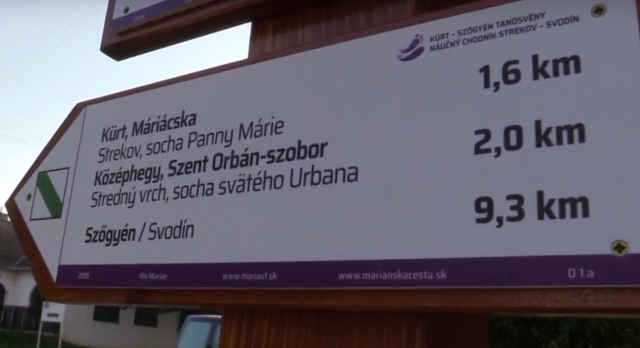 KÜRT – SZŐGYÉN TANÖSVÉNY
NÁUČNÝ CHODNÍK STREKOV – SVODÍN
Kürt, Máriácska
Strekov, socha Panny Márie
1,6 km
Középhegy, Szent Orbán-szobor
Stredný vrch, socha svätého Urbana
2,0 km
Szőgyén / Svodín
9,3 km
2019 Via Mariae www.mariaut.sk www.marianskacesta.sk 01a